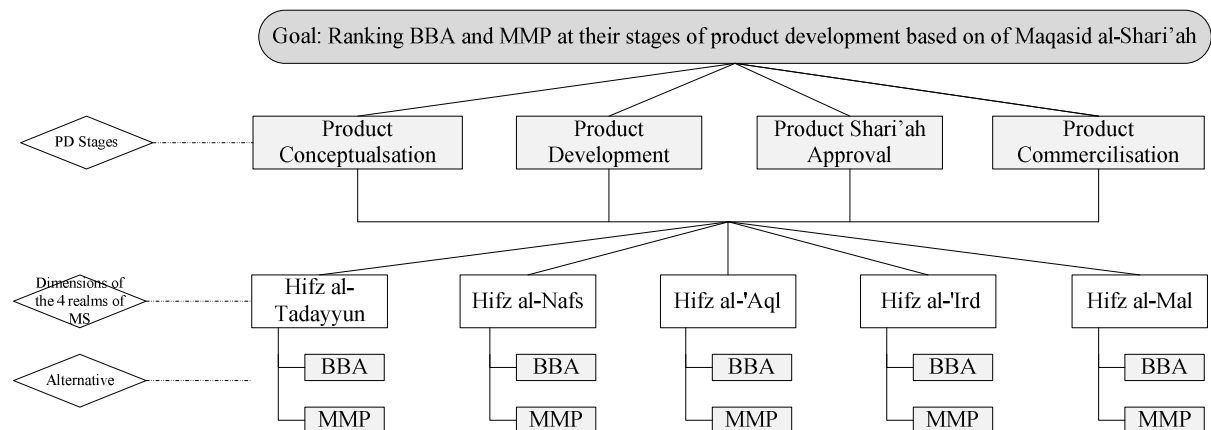 Goal: Ranking BBA and MMP at their stages of product development based on of Maqasid al-Shari’ah
PD Stages
Product
Conceptualsation
Product
Development
Product Shari’ah
Approval
Product
Commercilisation
Dimensions of
the 4 realms of
MS
Hifz al-
Tadayyun
Hifz al-Nafs
Hifz al-'Aql
Hifz al-'Ird
Hifz al-Mal
Alternative
BBA
BBA
BBA
BBA
BBA
MMP
MMP
MMP
MMP
MMP